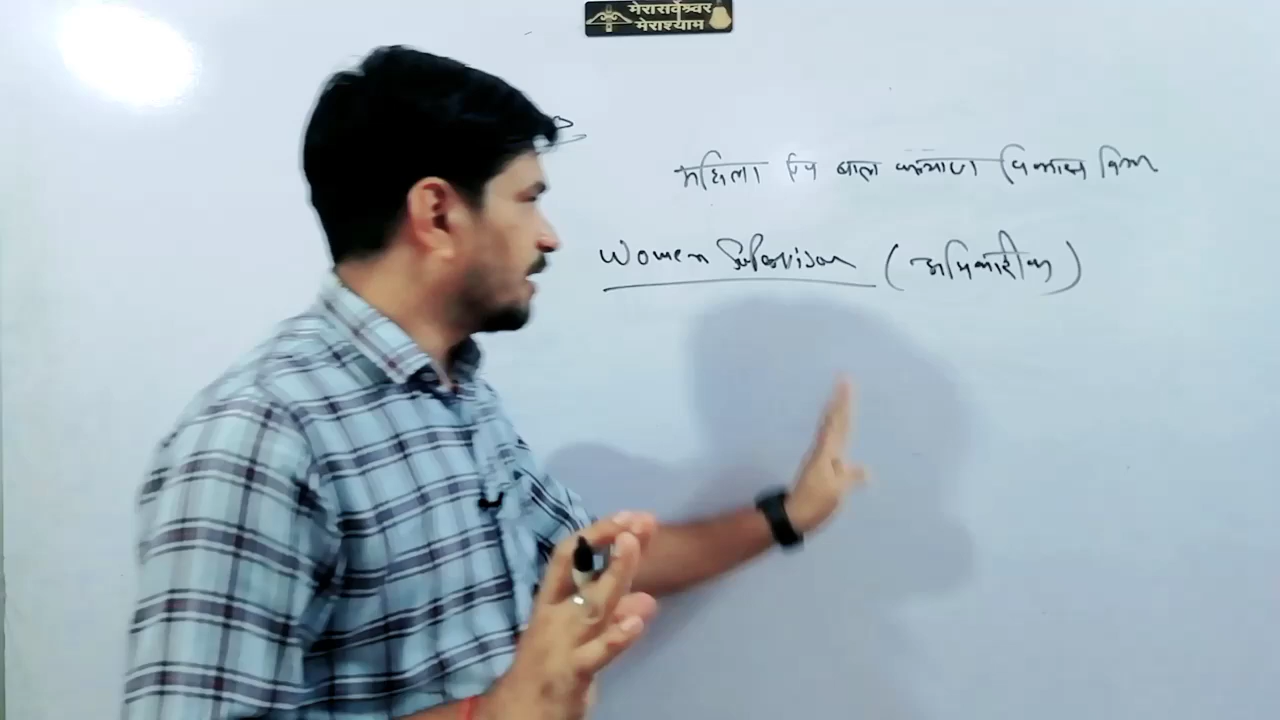 मेरासर्वेश्वर
मेराश्याम
महिला एवं बाल कल्याण विकास विभाग
Women Supervisor (अधिकारीक)